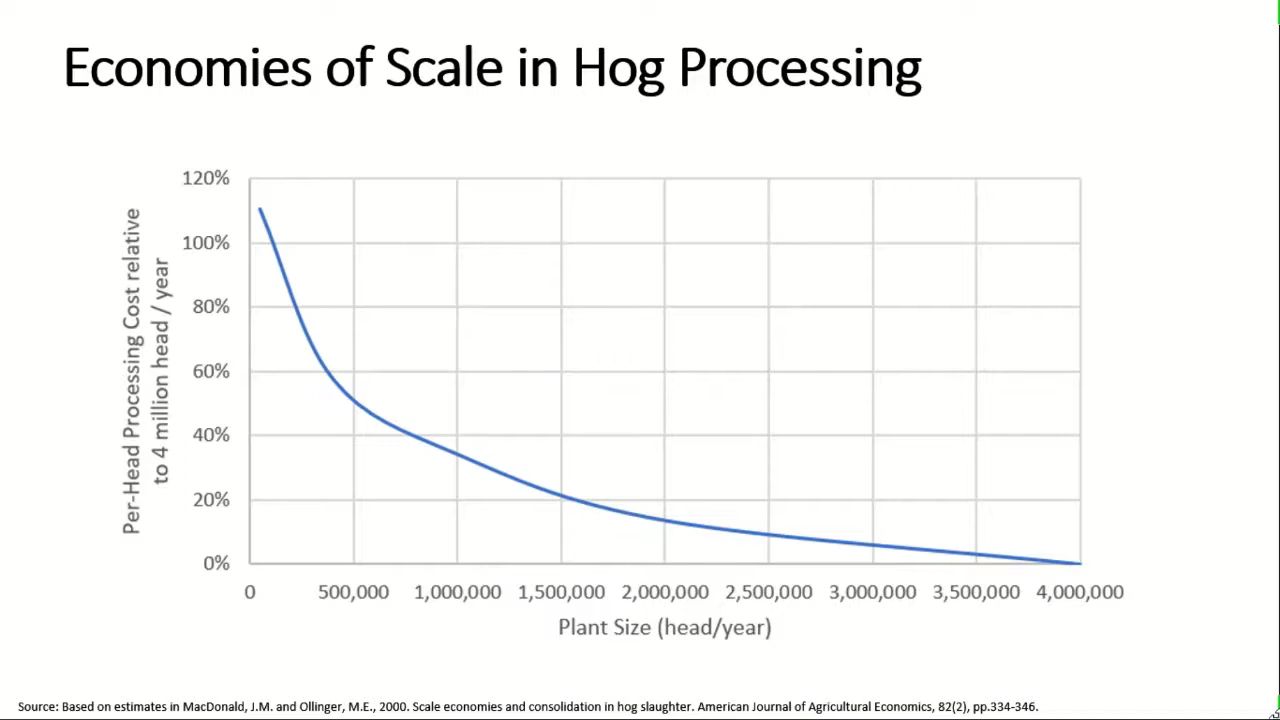 Economies of Scale in Hog Processing
Per-Head Processing Cost relative
to 4 million head / year
120%
100%
80%
60%
40%
20%
0%
0 500,000 1,000,000 1,500,000 2,000,000 2,500,000 3,000,000 3,500,000 4,000,000
Plant Size (head/year)
Source: Based on estimates in MacDonald, J.M. and Ollinger, M.E., 2000. Scale economies and consolidation in hog slaughter. American Journal of Agricultural Economics, 82(2), pp.334-346.